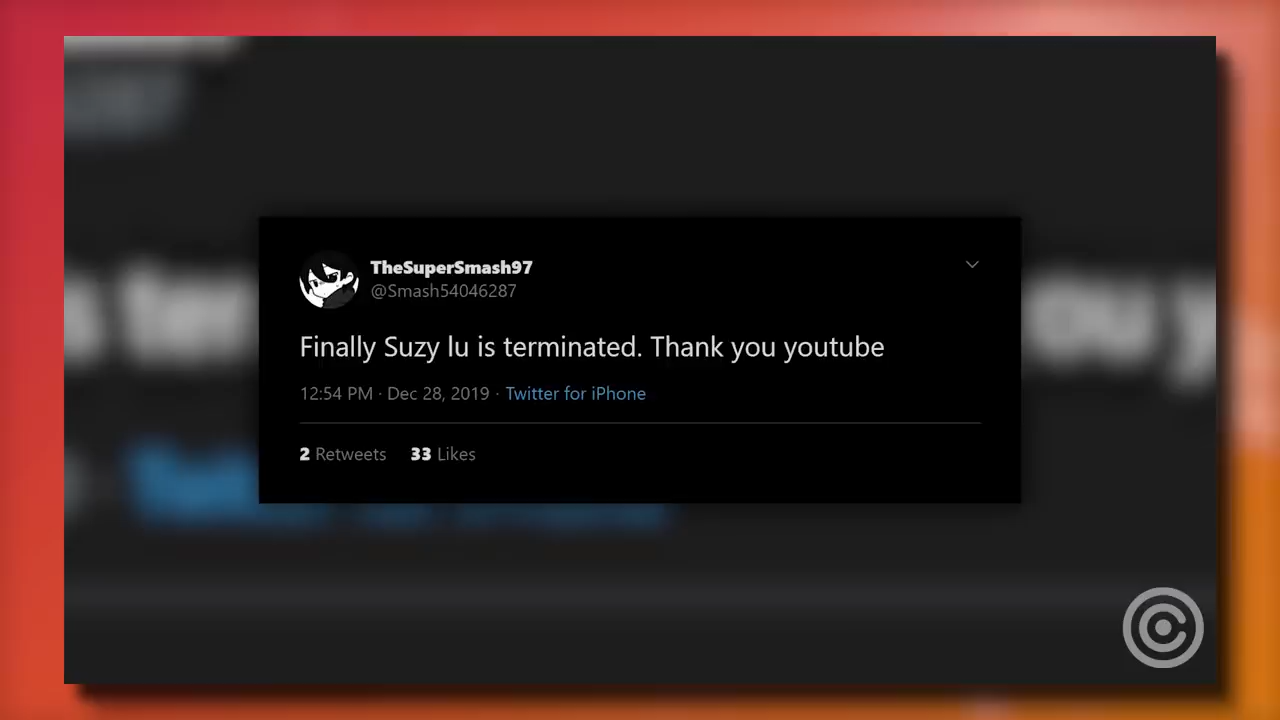 TheSuperSmash97
@Smash54046287
Finally Suzy lu is terminated. Thank you youtube
12:54 PM · Dec 28, 2019 · Twitter for iPhone
2 Retweets 33 Likes